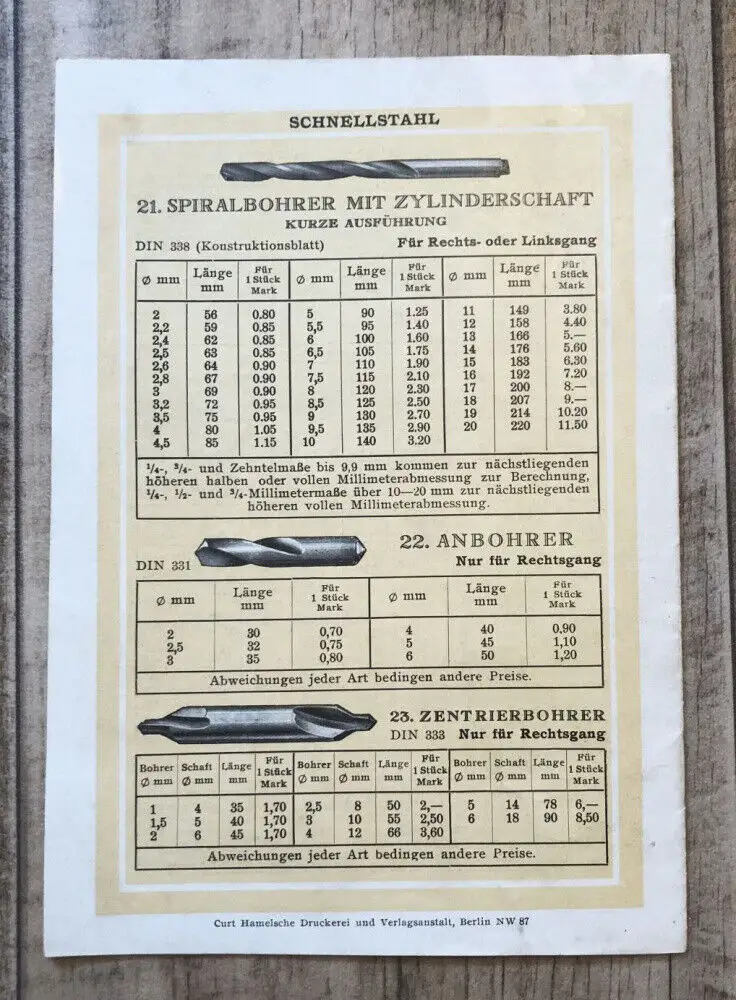 SCHNELLSTAHL
21. SPIRALBOHRER MIT ZYLINDERSCHAFT
KURZE AUSFÜHRUNG
DIN 338 (Konstruktionsblatt) Für Rechts- oder Linksgang
Ø mm Länge mm Für 1 Stück Mark Ø mm Länge mm Für 1 Stück Mark Ø mm Länge mm Für 1 Stück Mark
2 56 0.80 5 90 1.25 11 149 3.80
2,2 59 0.85 5,5 95 1.40 12 158 4.40
2,4 62 0.85 6 100 1.60 13 166 5.—
2,5 63 0.85 6,5 105 1.75 14 176 5.60
2,6 64 0.90 7 110 1.90 15 183 6.30
2,8 67 0.90 7,5 115 2.10 16 192 7.20
3 69 0.90 8 120 2.30 17 200 8.—
3,2 72 0.95 8,5 125 2.50 18 207 9.—
3,5 75 0.95 9 130 2.70 19 214 10.20
4 80 1.05 9,5 135 2.90 20 220 11.50
4,5 85 1.15 10 140 3.20
¹/₄-, ³/₄- und Zehntelmaße bis 9,9 mm kommen zur nächstliegenden
höheren halben oder vollen Millimeterabmessung zur Berechnung,
¹/₄-, ¹/₂- und ³/₄-Millimetermaße über 10—20 mm zur nächstliegenden
höheren vollen Millimeterabmessung.
22. ANBOHRER
DIN 331 Nur für Rechtsgang
Ø mm Länge mm Für 1 Stück Mark Ø mm Länge mm Für 1 Stück Mark
2 30 0,70 4 40 0,90
2,5 32 0,75 5 45 1,10
3 35 0,80 6 50 1,20
Abweichungen jeder Art bedingen andere Preise.
23. ZENTRIERBOHRER
DIN 333 Nur für Rechtsgang
Bohrer Ø mm Schaft Ø mm Länge mm Für 1 Stück Mark Bohrer Ø mm Schaft Ø mm Länge mm Für 1 Stück Mark Bohrer Ø mm Schaft Ø mm Länge mm Für 1 Stück Mark
1 4 35 1,70 2,5 8 50 2,— 5 14 78 6,—
1,5 5 40 1,70 3 10 55 2,50 6 18 90 8,50
2 6 45 1,70 4 12 66 3,60
Abweichungen jeder Art bedingen andere Preise.
Curt Hamelsche Druckerei und Verlagsanstalt, Berlin NW 87